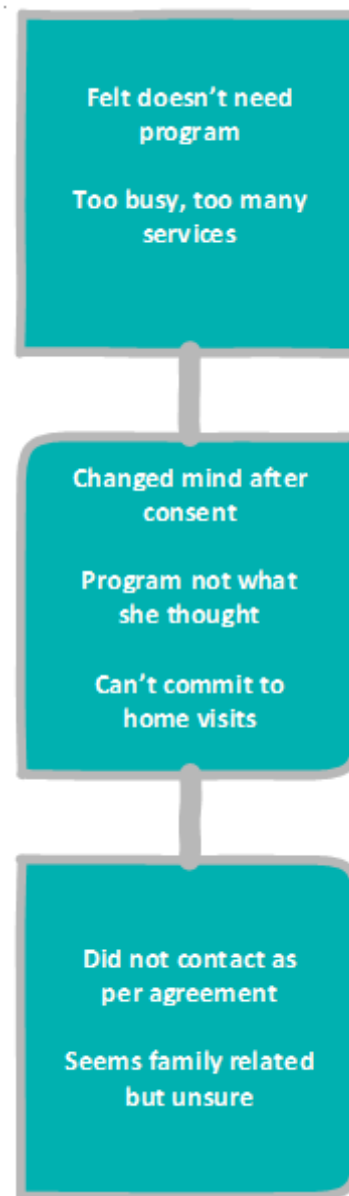 Felt doesn't need
program
Too busy, too many
services
Changed mind after
consent
Program not what
she thought
Can't commit to
home visits
Did not contact as
per agreement
Seems family related
but unsure